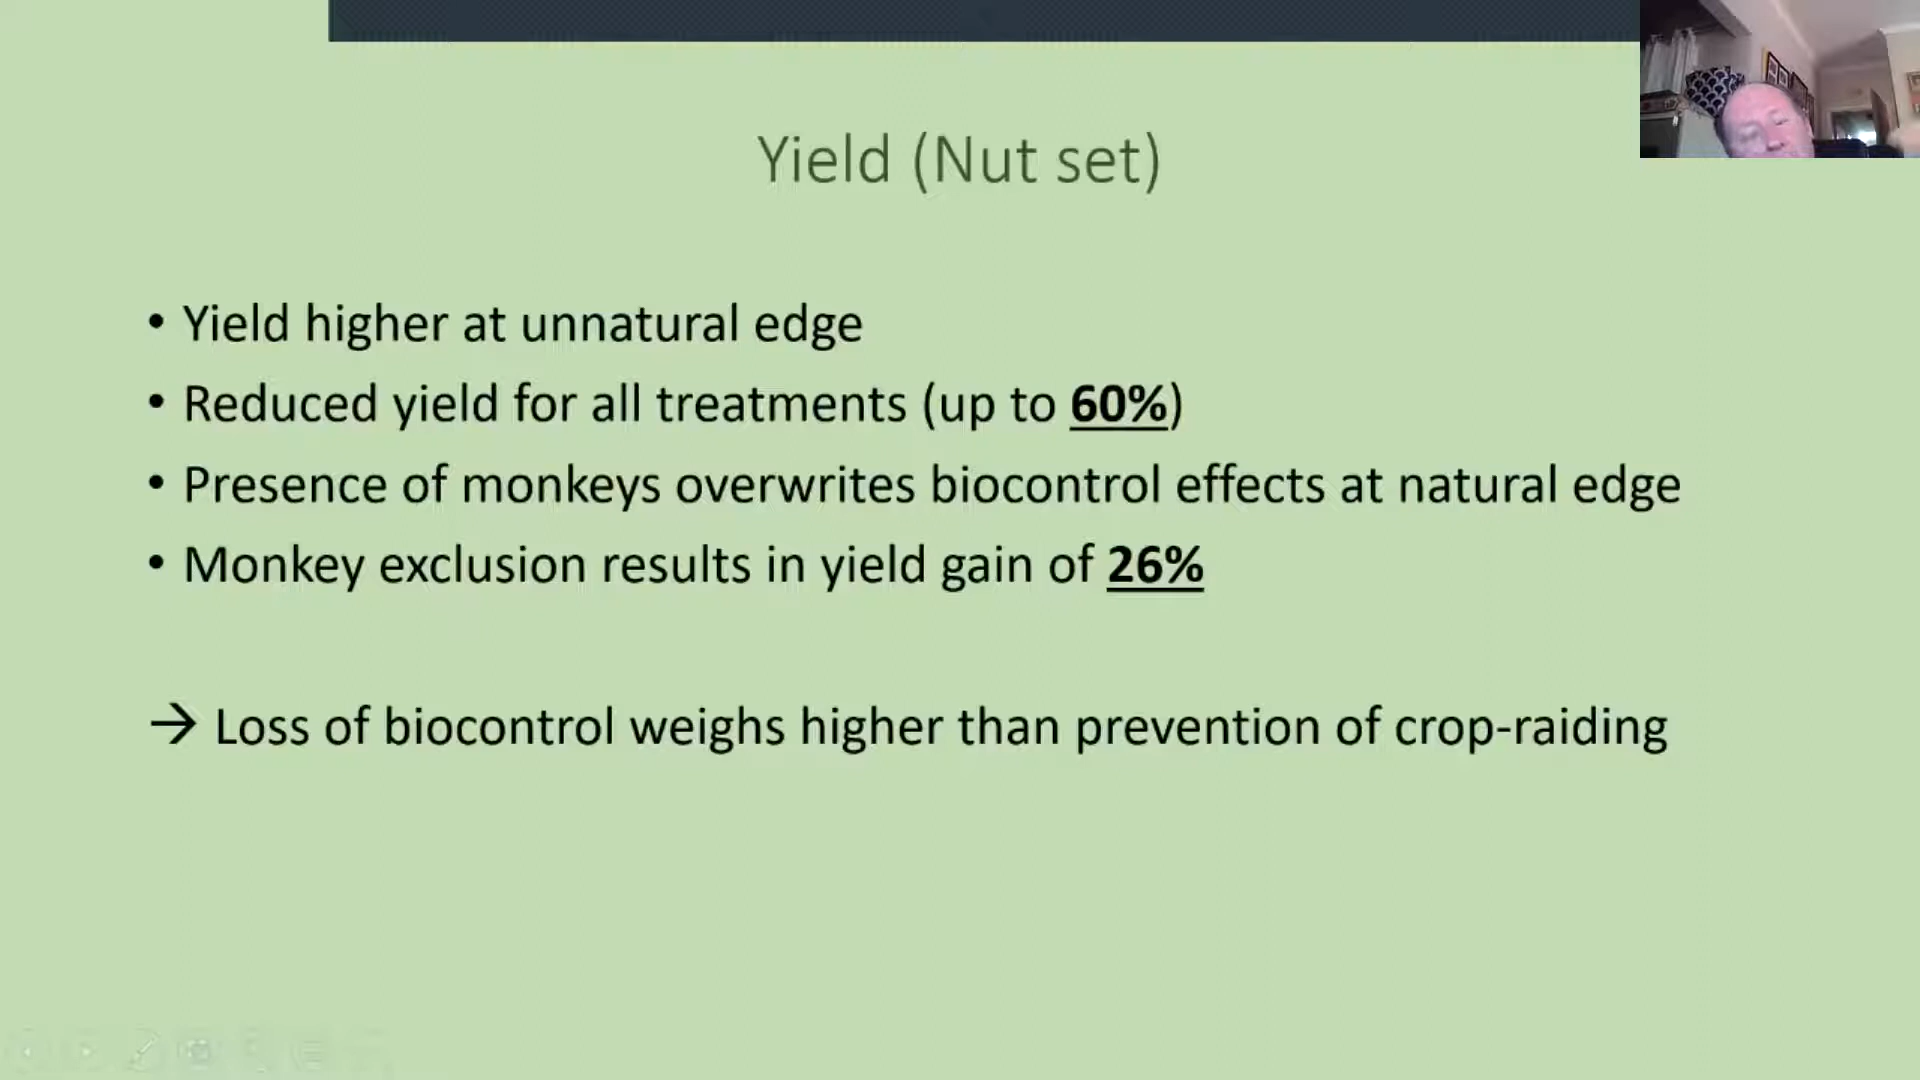 Yield (Nut set)
• Yield higher at unnatural edge
• Reduced yield for all treatments (up to 60%)
• Presence of monkeys overwrites biocontrol effects at natural edge
• Monkey exclusion results in yield gain of 26%
→ Loss of biocontrol weighs higher than prevention of crop-raiding